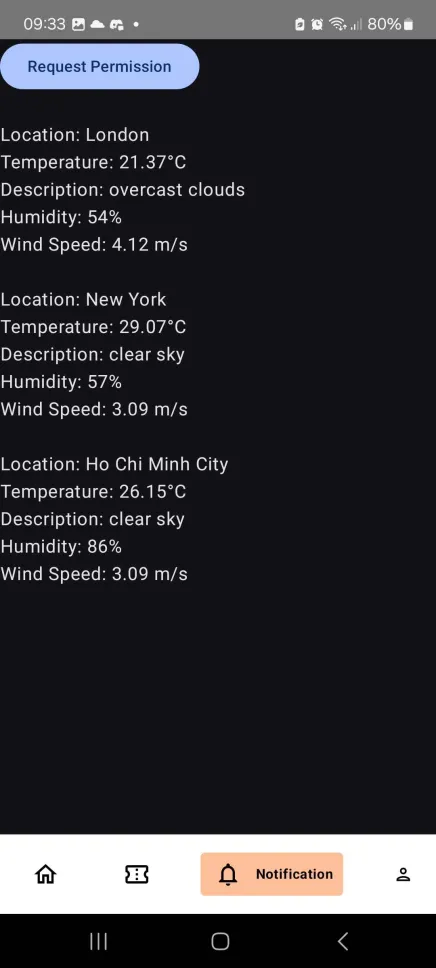 09:33 80%
Request Permission
Location: London
Temperature: 21.37°C
Description: overcast clouds
Humidity: 54%
Wind Speed: 4.12 m/s
Location: New York
Temperature: 29.07°C
Description: clear sky
Humidity: 57%
Wind Speed: 3.09 m/s
Location: Ho Chi Minh City
Temperature: 26.15°C
Description: clear sky
Humidity: 86%
Wind Speed: 3.09 m/s
Notification